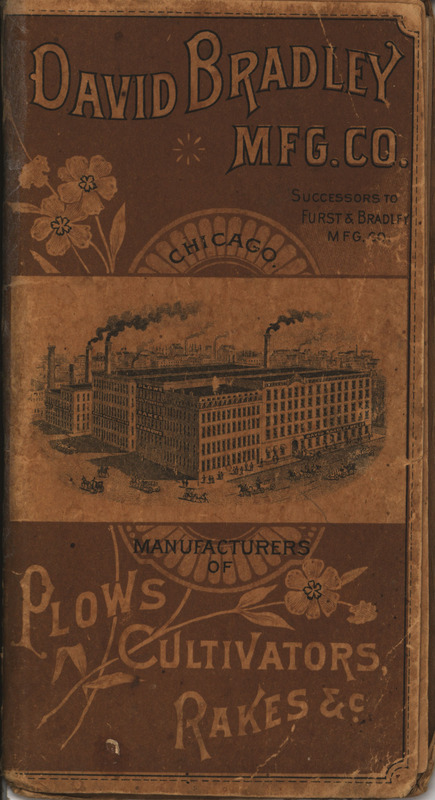 DAVID BRADLEY
MFG. CO.
SUCCESSORS TO
FURST & BRADLEY
MFG. CO.
CHICAGO.
MANUFACTURERS
OF
PLOWS
CULTIVATORS,
RAKES &c